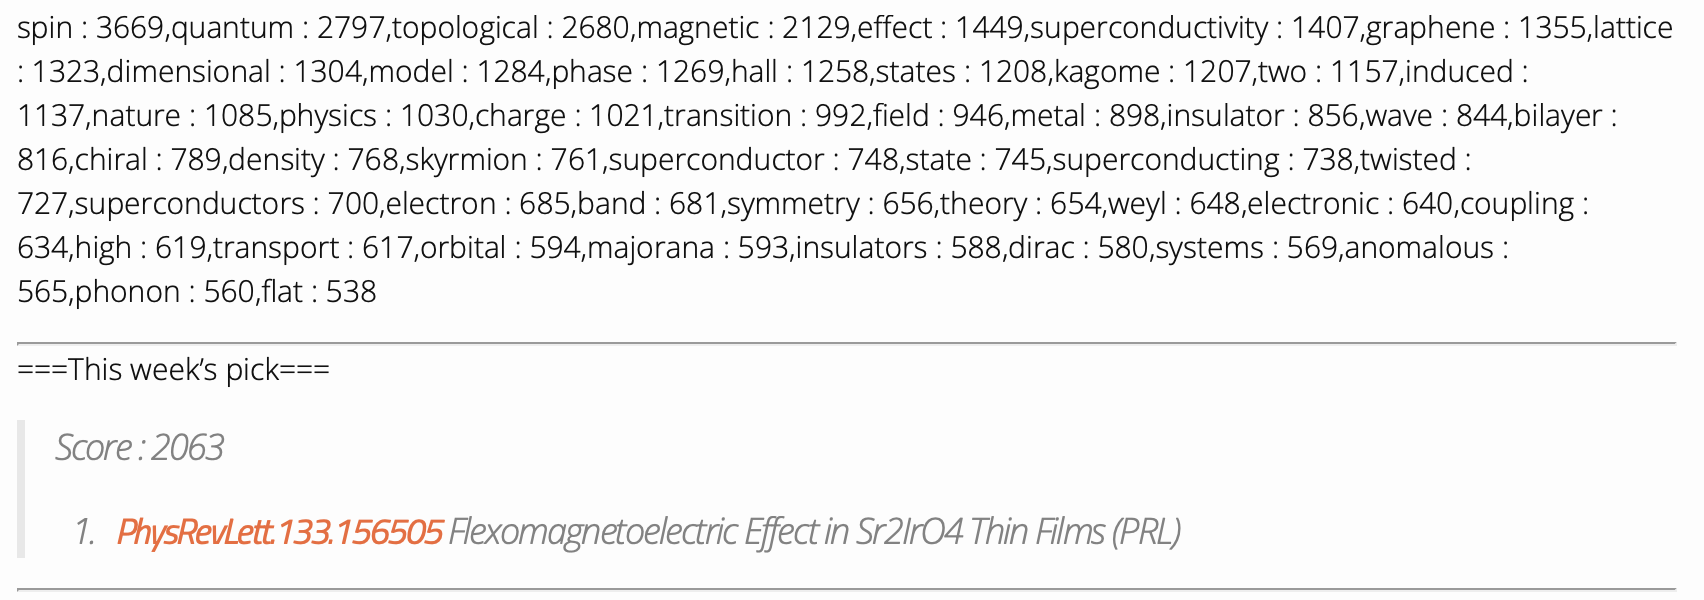 spin : 3669,quantum : 2797,topological : 2680,magnetic : 2129,effect : 1449,superconductivity : 1407,graphene : 1355,lattice
: 1323,dimensional : 1304,model : 1284,phase : 1269,hall : 1258,states : 1208,kagome : 1207,two : 1157,induced :
1137,nature : 1085,physics : 1030,charge : 1021,transition : 992,field : 946,metal : 898,insulator : 856,wave : 844,bilayer :
816,chiral : 789,density : 768,skyrmion : 761,superconductor : 748,state : 745,superconducting : 738,twisted :
727,superconductors : 700,electron : 685,band : 681,symmetry : 656,theory : 654,weyl : 648,electronic : 640,coupling :
634,high : 619,transport : 617,orbital : 594,majorana : 593,insulators : 588,dirac : 580,systems : 569,anomalous :
565,phonon : 560,flat : 538
===This week’s pick===
Score : 2063
1. PhysRevLett.133.156505 Flexomagnetoelectric Effect in Sr2IrO4 Thin Films (PRL)